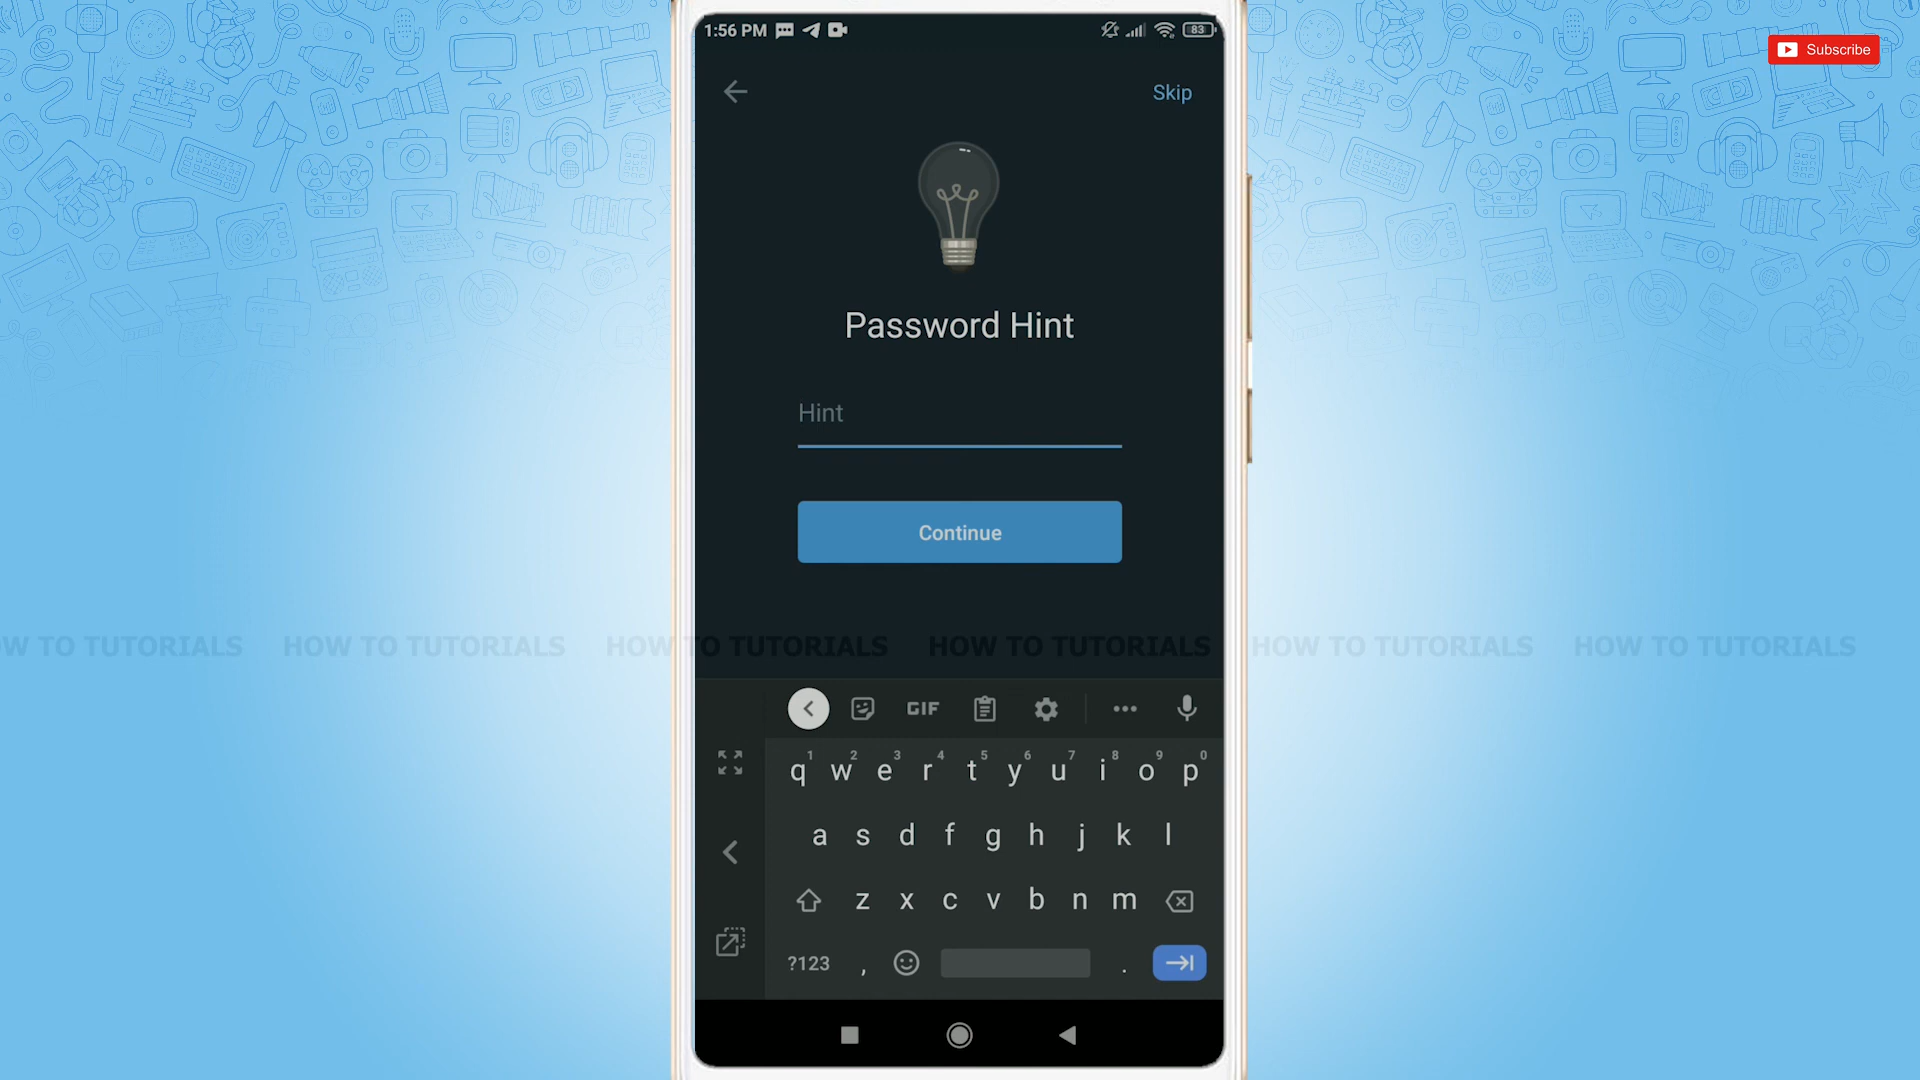 1:56 PM
83
Subscribe
Skip
Password Hint
Hint
Continue
W TO TUTORIALS HOW TO TUTORIALS HOW TO TUTORIALS HOW TO TUTORIALS HOW TO TUTORIALS HOW TO TUTORIALS
GIF
1 2 3 4 5 6 7 8 9 0
q w e r t y u i o p
a s d f g h j k l
z x c v b n m
?123 , .